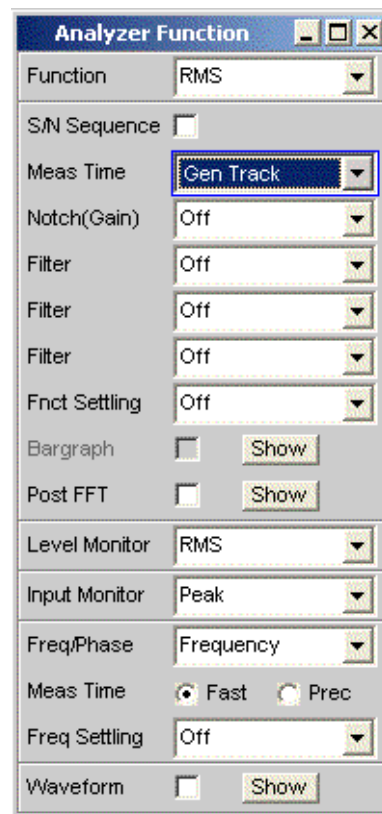 Analyzer Function
Function RMS
S/N Sequence
Meas Time Gen Track
Notch(Gain) Off
Filter Off
Filter Off
Filter Off
Fnct Settling Off
Bargraph Show
Post FFT Show
Level Monitor RMS
Input Monitor Peak
Freq/Phase Frequency
Meas Time Fast Prec
Freq Settling Off
Waveform Show